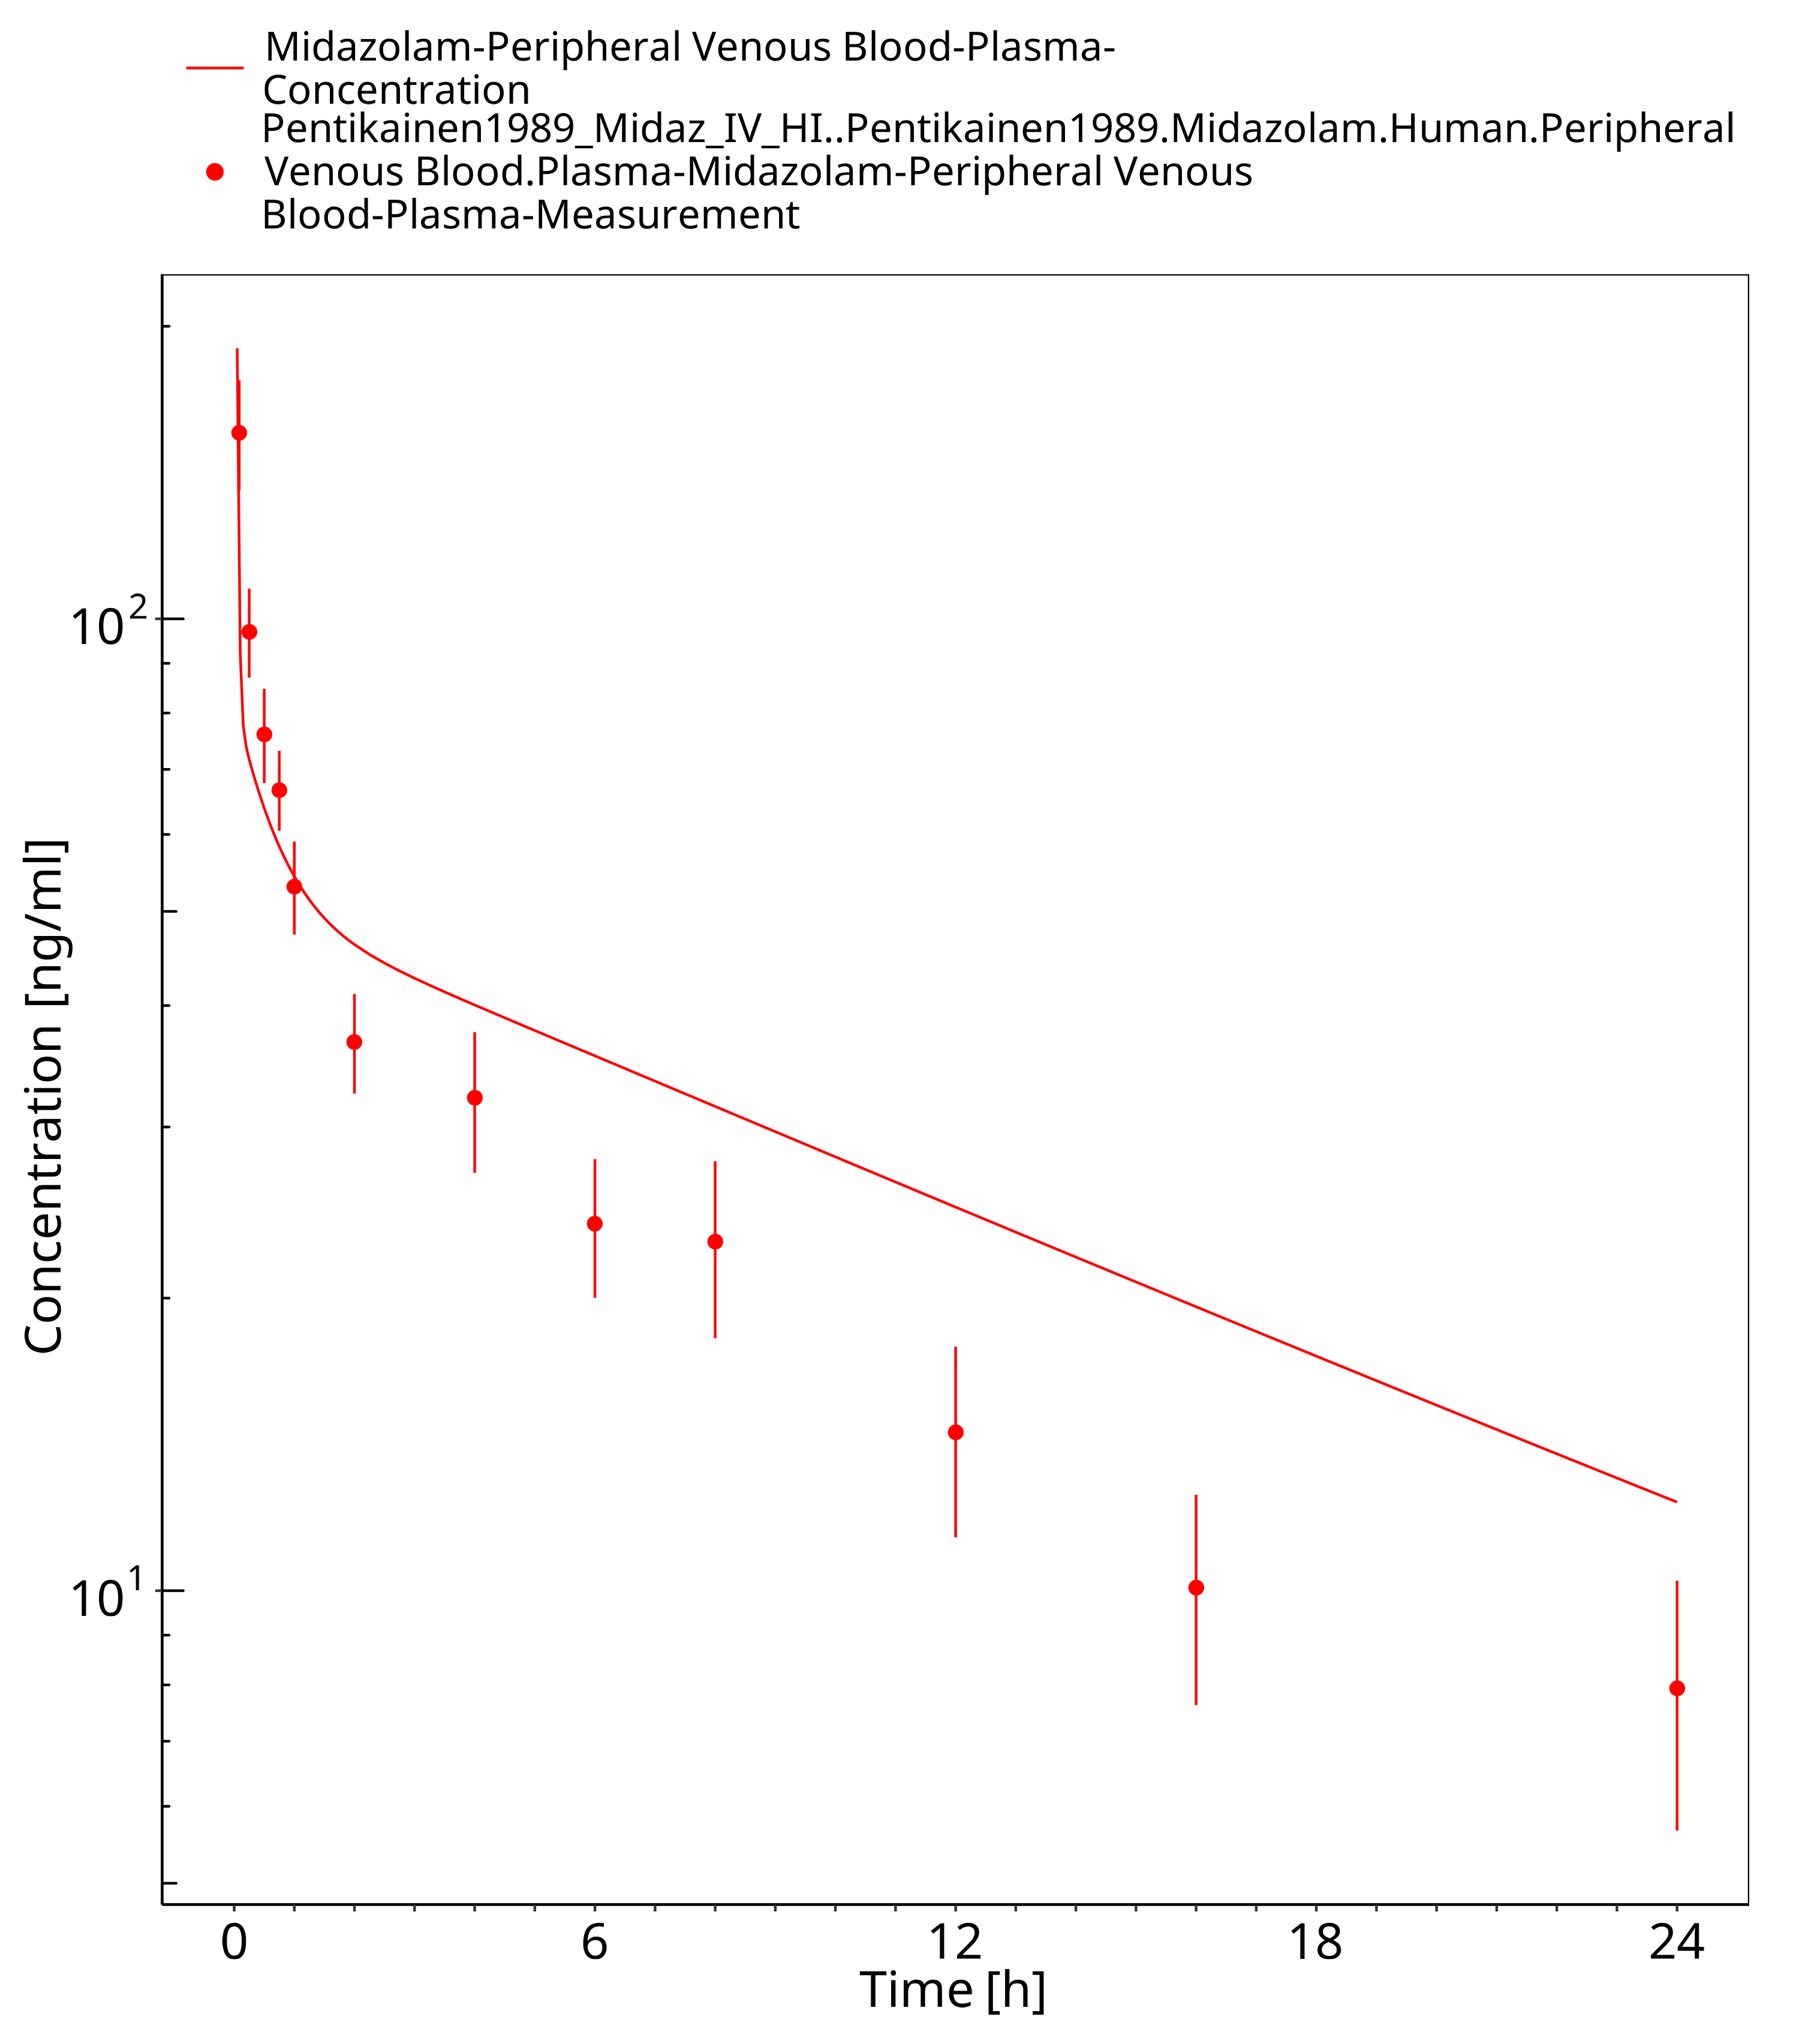 Midazolam-Peripheral Venous Blood-Plasma-
Concentration
Pentikainen1989_Midaz_IV_HI..Pentikainen1989.Midazolam.Human.Peripheral
Venous Blood.Plasma-Midazolam-Peripheral Venous
Blood-Plasma-Measurement
10²
10¹
Concentration [ng/ml]
0 6 12 18 24
Time [h]